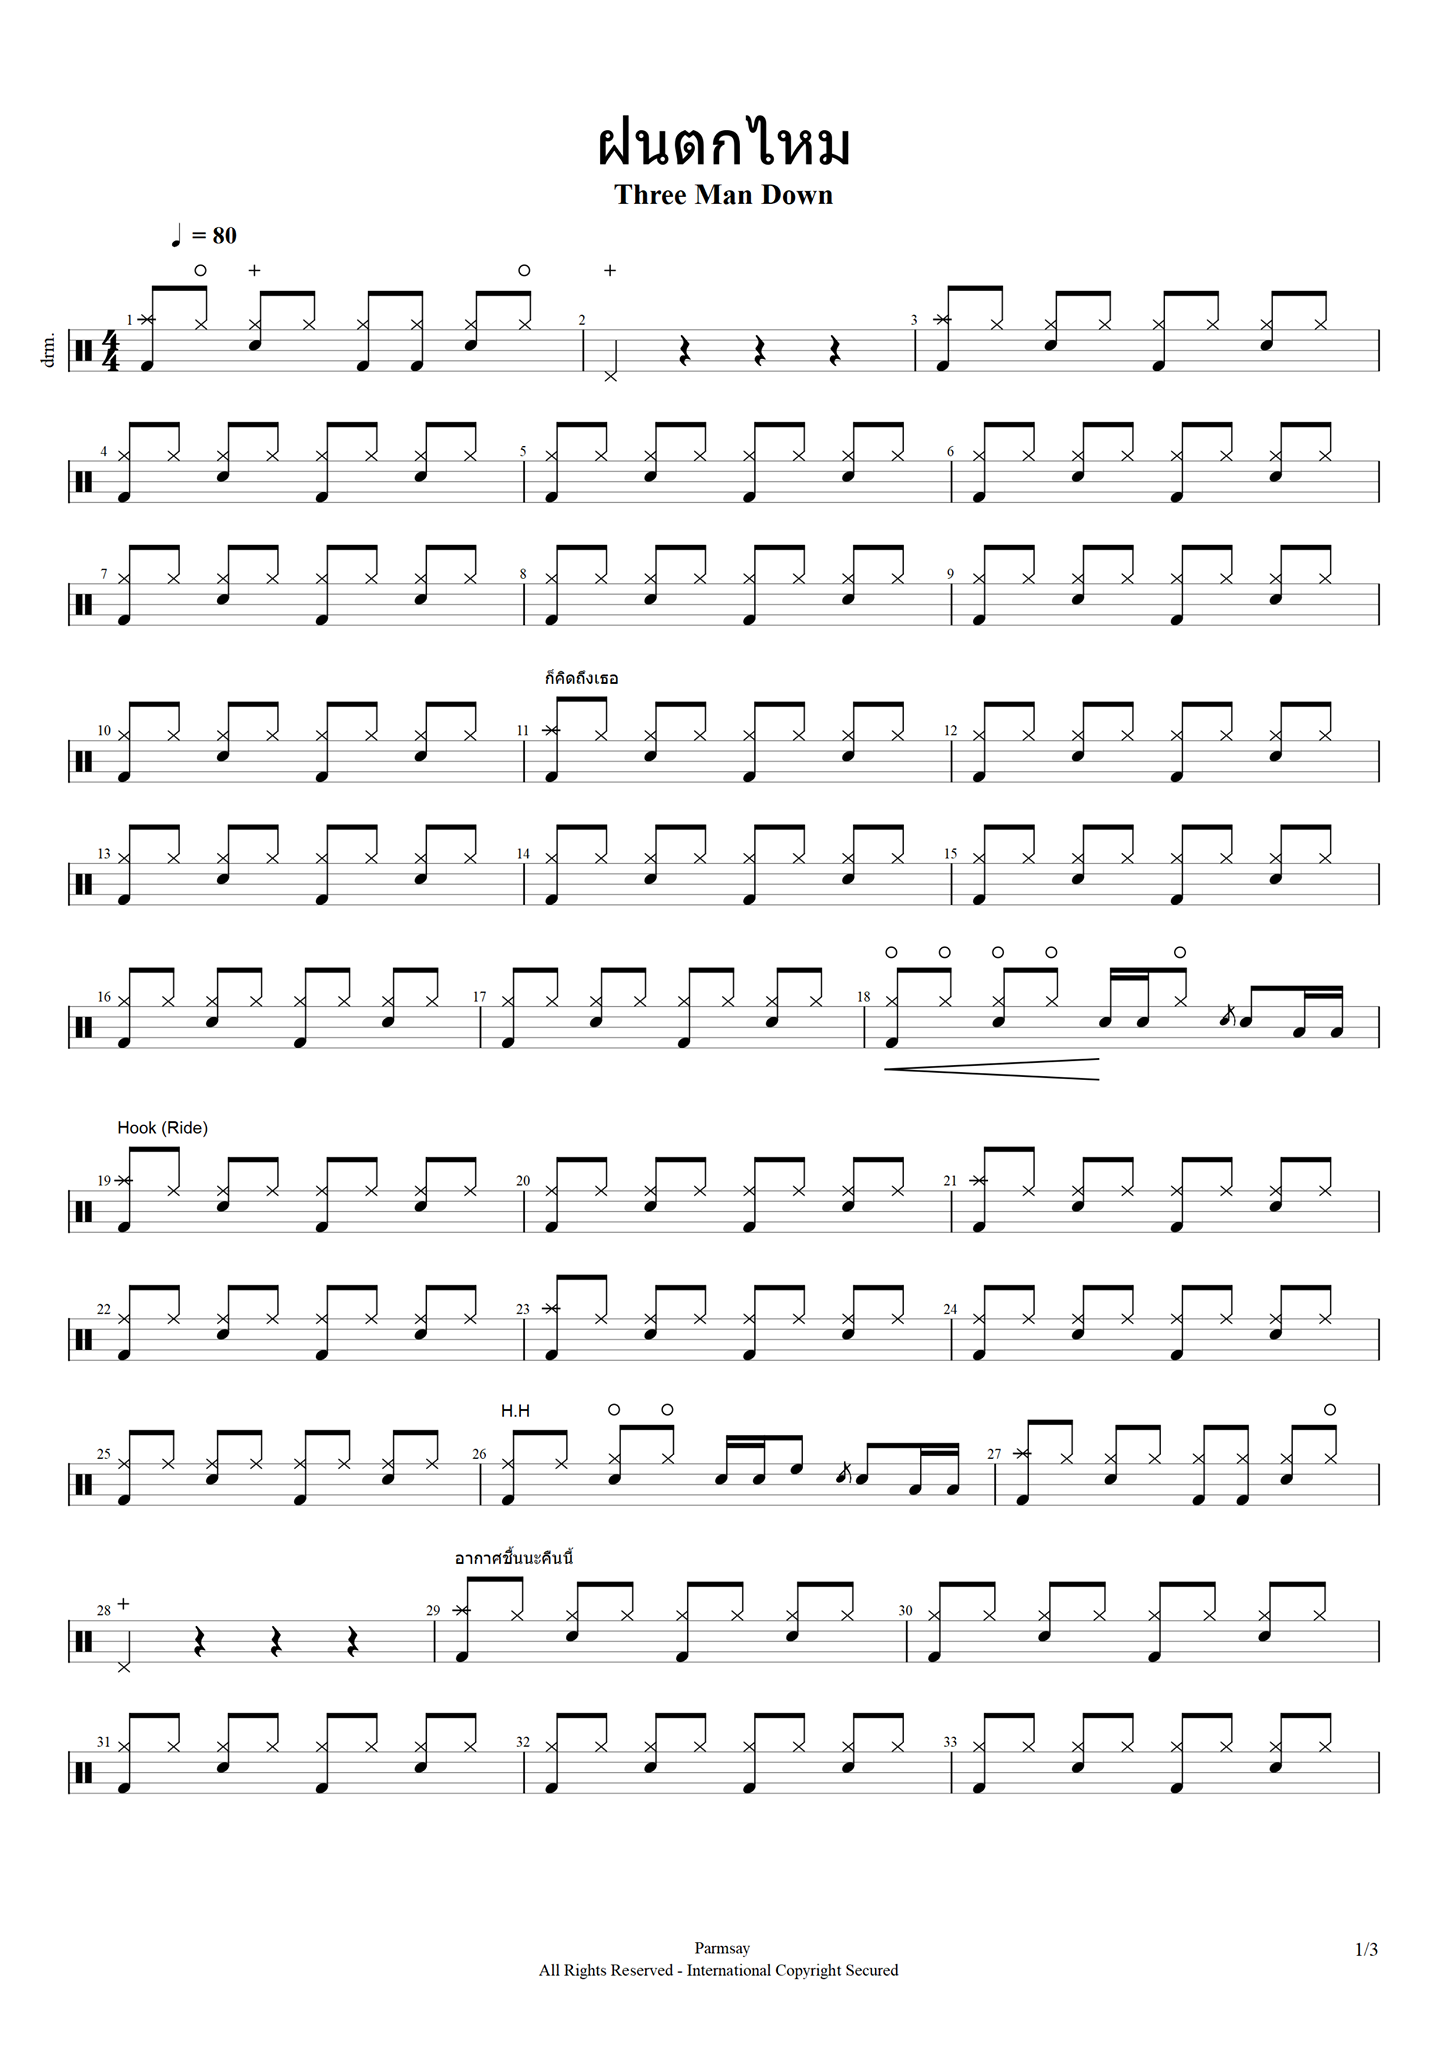 ฝนตกไหม
Three Man Down
= 80
drm.
1 2 3
4 5 6
7 8 9
ก็คิดถึงเธอ
10 11 12
13 14 15
16 17 18
Hook (Ride)
19 20 21
22 23 24
H.H
25 26 27
อากาศชื้นนะคืนนี้
28 29 30
31 32 33
Parmsay
1/3
All Rights Reserved - International Copyright Secured